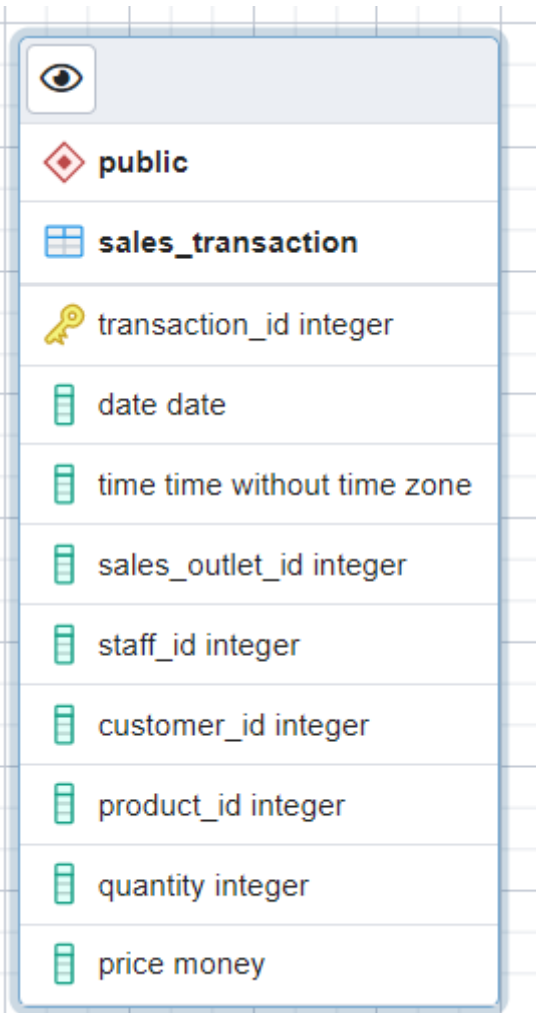 public
sales_transaction
transaction_id integer
date date
time time without time zone
sales_outlet_id integer
staff_id integer
customer_id integer
product_id integer
quantity integer
price money